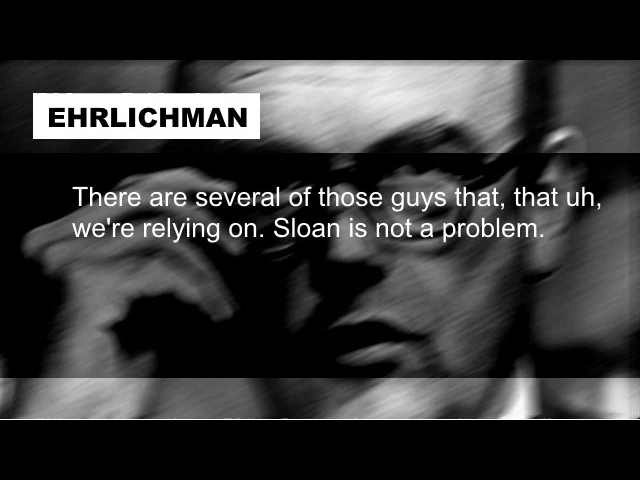 EHRLICHMAN
There are several of those guys that, that uh,
we're relying on. Sloan is not a problem.